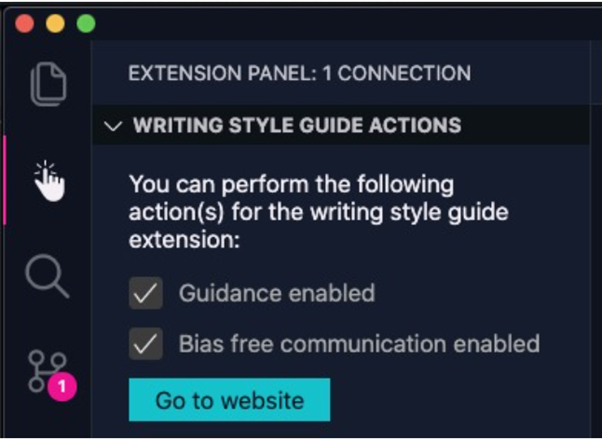 EXTENSION PANEL: 1 CONNECTION
WRITING STYLE GUIDE ACTIONS
You can perform the following
action(s) for the writing style guide
extension:
Guidance enabled
Bias free communication enabled
1
Go to website